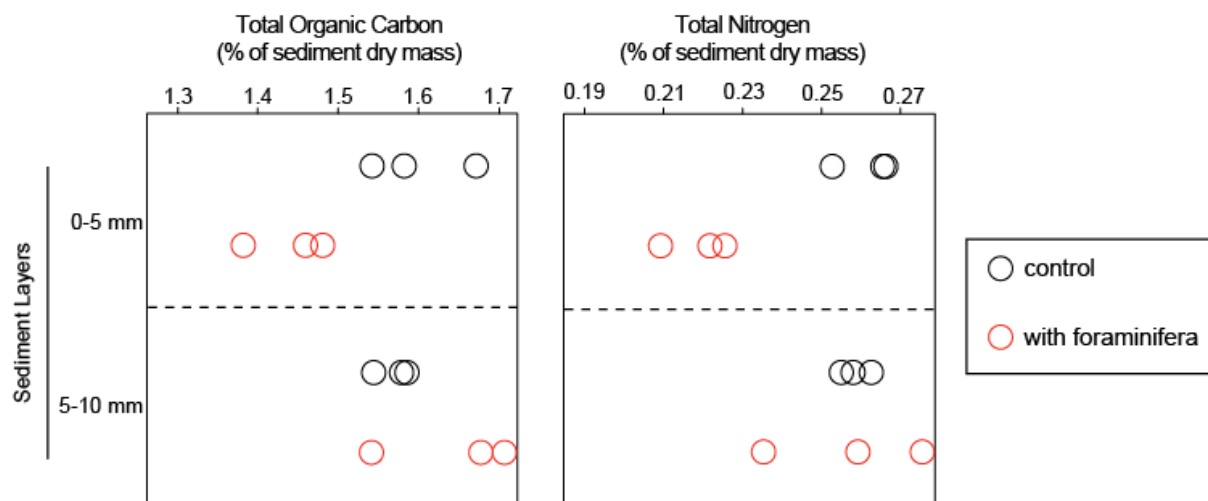 Total Organic Carbon
(% of sediment dry mass)
Total Nitrogen
(% of sediment dry mass)
1.3 1.4 1.5 1.6 1.7
0.19 0.21 0.23 0.25 0.27
Sediment Layers
0-5 mm
5-10 mm
control
with foraminifera